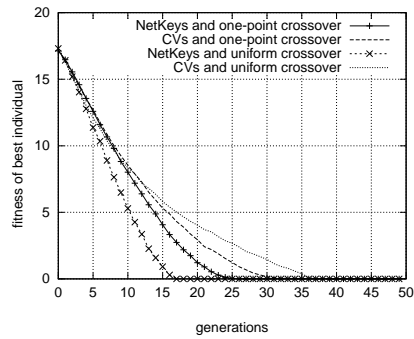 NetKeys and one-point crossover
CVs and one-point crossover
NetKeys and uniform crossover
CVs and uniform crossover
20
15
10
5
0
fitness of best individual
0 5 10 15 20 25 30 35 40 45 50
generations